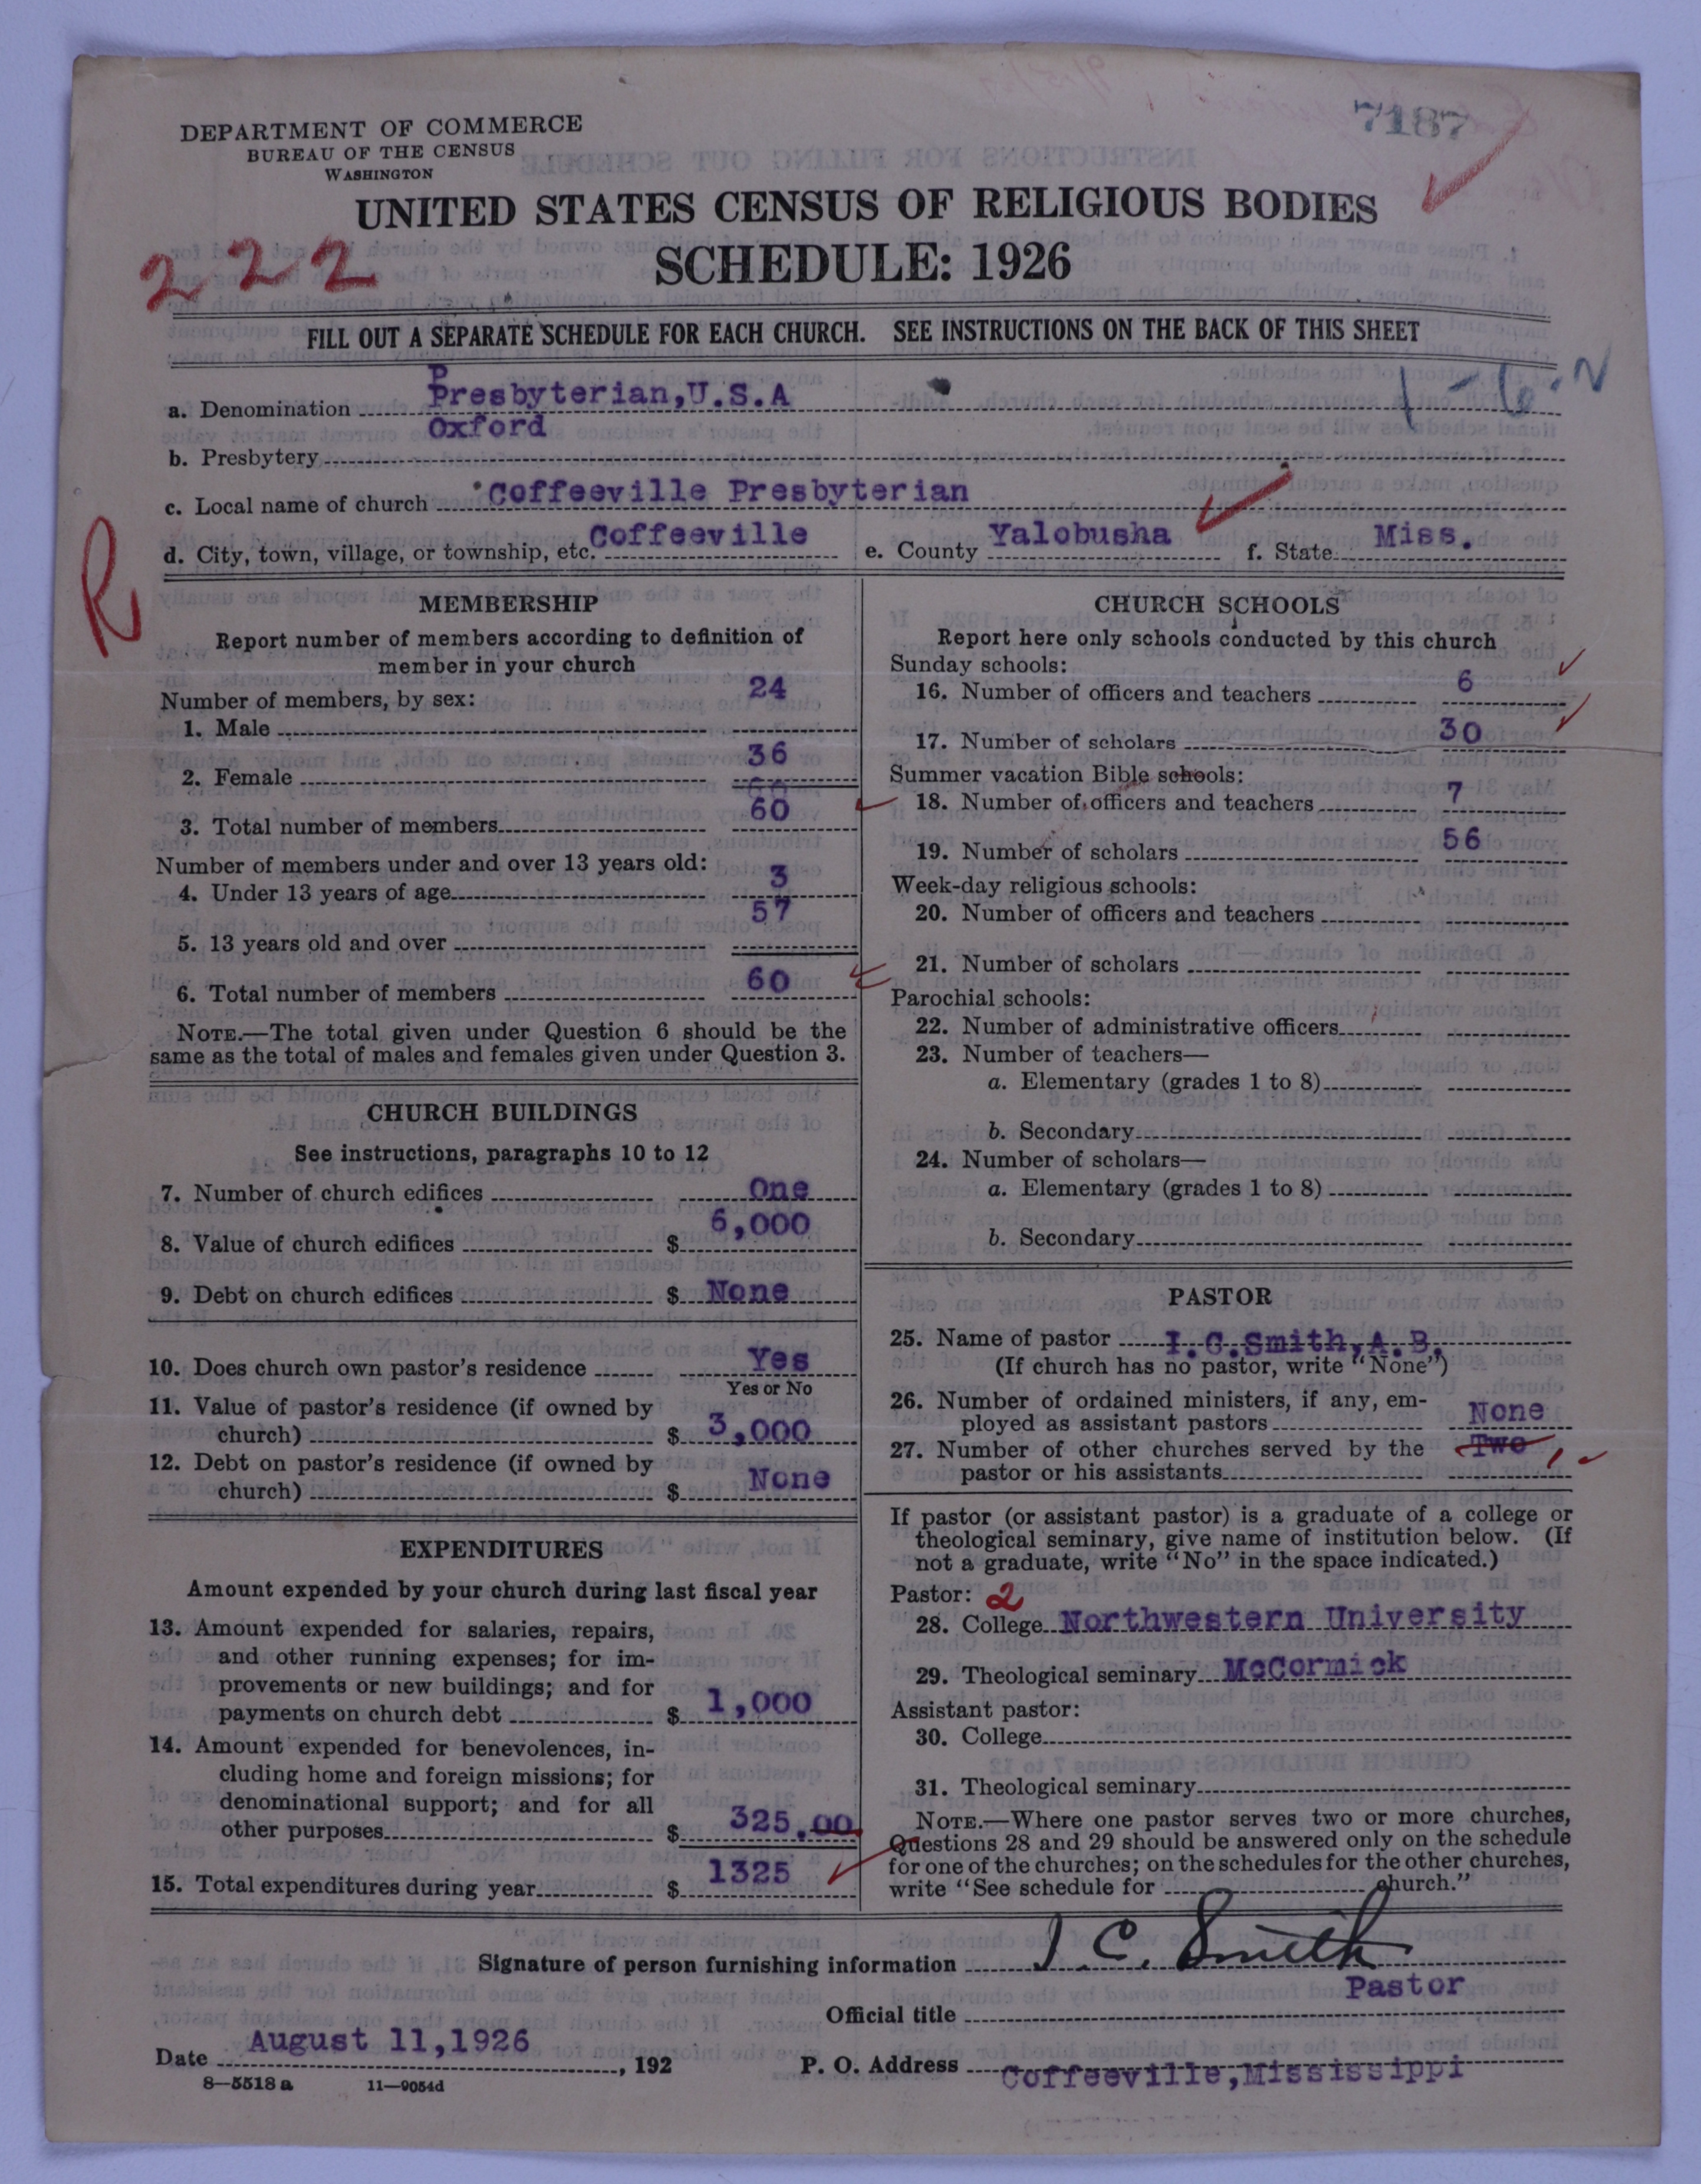 7187
DEPARTMENT OF COMMERCE
BUREAU OF THE CENSUS
WASHINGTON
UNITED STATES CENSUS OF RELIGIOUS BODIES
222
SCHEDULE: 1926
FILL OUT A SEPARATE SCHEDULE FOR EACH CHURCH. SEE INSTRUCTIONS ON THE BACK OF THIS SHEET
P
a. Denomination Presbyterian,U.S.A
b. Presbytery Oxford
c. Local name of church Coffeeville Presbyterian
d. City, town, village, or township, etc. Coffeeville e. County Yalobusha f. State Miss.
R
MEMBERSHIP
Report number of members according to definition of
member in your church
Number of members, by sex:
1. Male 24
2. Female 36
3. Total number of members 60
Number of members under and over 13 years old:
4. Under 13 years of age 3
5. 13 years old and over 57
6. Total number of members 60
NOTE.—The total given under Question 6 should be the
same as the total of males and females given under Question 3.
CHURCH BUILDINGS
See instructions, paragraphs 10 to 12
7. Number of church edifices One
8. Value of church edifices $ 6,000
9. Debt on church edifices $ None
10. Does church own pastor's residence Yes
Yes or No
11. Value of pastor's residence (if owned by
church) $ 3,000
12. Debt on pastor's residence (if owned by
church) $ None
EXPENDITURES
Amount expended by your church during last fiscal year
13. Amount expended for salaries, repairs,
and other running expenses; for im-
provements or new buildings; and for
payments on church debt $ 1,000
14. Amount expended for benevolences, in-
cluding home and foreign missions; for
denominational support; and for all
other purposes $ 325.00
15. Total expenditures during year $ 1325
CHURCH SCHOOLS
Report here only schools conducted by this church
Sunday schools:
16. Number of officers and teachers 6
17. Number of scholars 30
Summer vacation Bible schools:
18. Number of officers and teachers 7
19. Number of scholars 56
Week-day religious schools:
20. Number of officers and teachers
21. Number of scholars
Parochial schools:
22. Number of administrative officers
23. Number of teachers—
a. Elementary (grades 1 to 8)
b. Secondary
24. Number of scholars—
a. Elementary (grades 1 to 8)
b. Secondary
PASTOR
25. Name of pastor I.C.Smith,A.B.
(If church has no pastor, write "None")
26. Number of ordained ministers, if any, em-
ployed as assistant pastors None
27. Number of other churches served by the Two
pastor or his assistants 1
If pastor (or assistant pastor) is a graduate of a college or
theological seminary, give name of institution below. (If
not a graduate, write "No" in the space indicated.)
Pastor: 2
28. College Northwestern University
29. Theological seminary McCormick
Assistant pastor:
30. College
31. Theological seminary
NOTE.—Where one pastor serves two or more churches,
Questions 28 and 29 should be answered only on the schedule
for one of the churches; on the schedules for the other churches,
write "See schedule for church."
Signature of person furnishing information I. C. Smith
Official title Pastor
Date August 11,1926 , 192 P. O. Address Coffeeville,Mississippi
8—5518 a 11—9054d